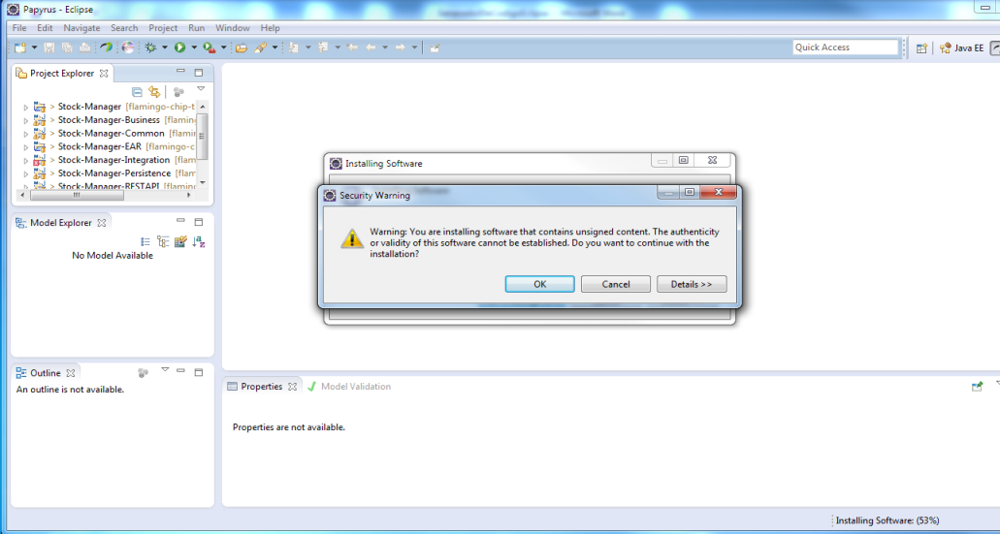 Papyrus - Eclipse
File Edit Navigate Search Project Run Window Help
Quick Access
Java EE
Project Explorer
> Stock-Manager [flamingo-chip-t
> Stock-Manager-Business [flamin
> Stock-Manager-Common [flamir
> Stock-Manager-EAR [flamingo-c
> Stock-Manager-Integration [flam
> Stock-Manager-Persistence [flam
> Stock-Manager-RESTAPI [flaming
Model Explorer
No Model Available
Outline
An outline is not available.
Installing Software
Security Warning
Warning: You are installing software that contains unsigned content. The authenticity
or validity of this software cannot be established. Do you want to continue with the
installation?
OK Cancel Details >>
Properties Model Validation
Properties are not available.
Installing Software: (53%)